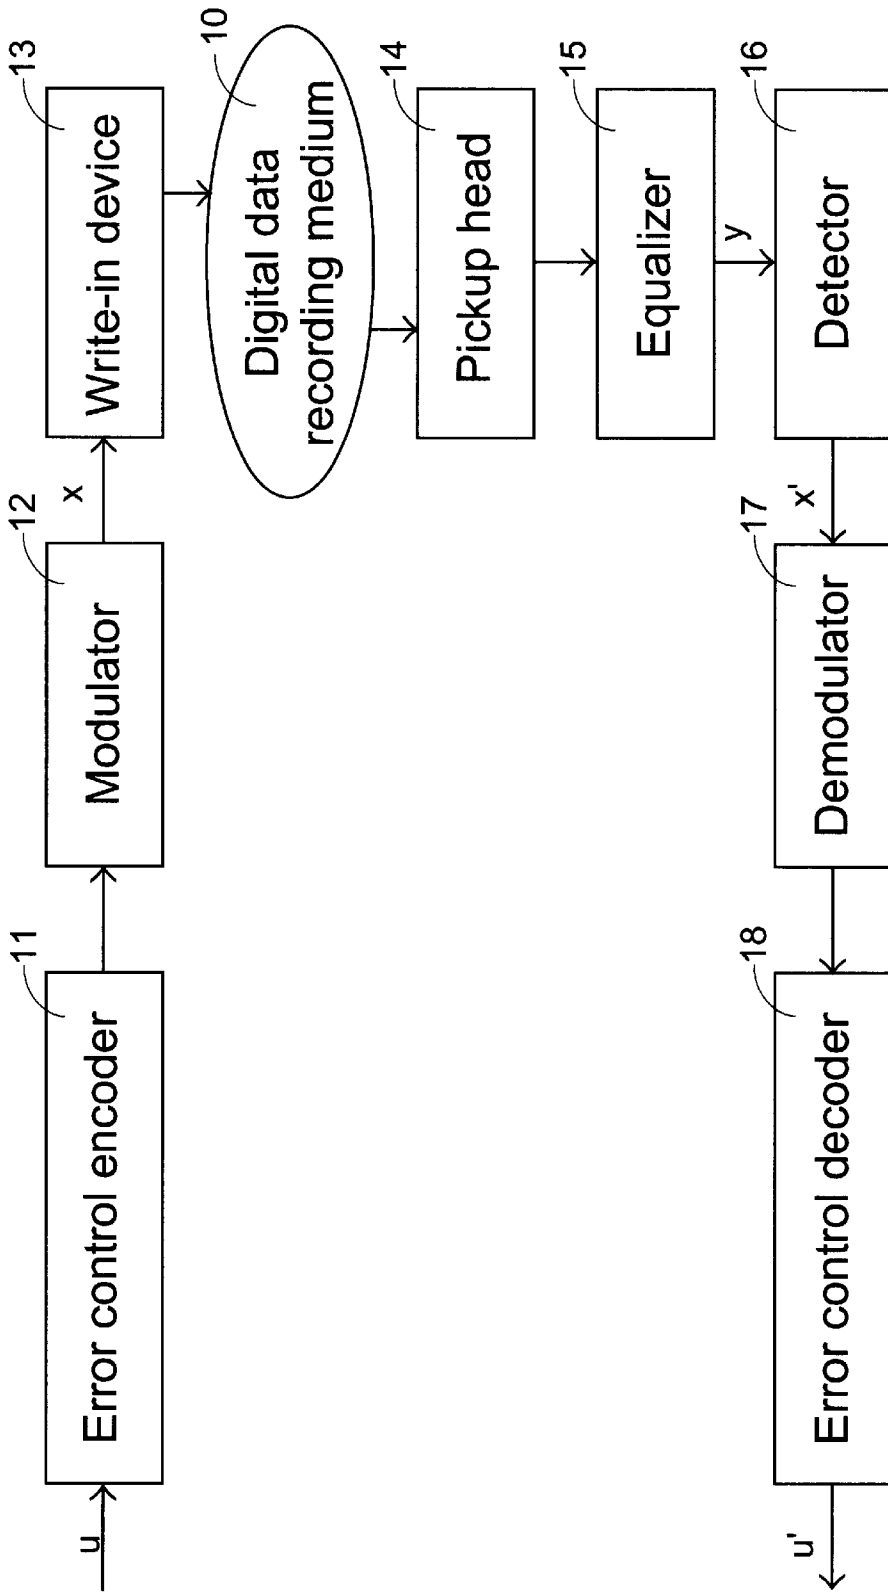 u
Error control encoder
11
Modulator
12
x
Write-in device
13
Digital data
recording medium
10
Pickup head
14
Equalizer
15
y
Detector
16
x'
Demodulator
17
Error control decoder
18
u'